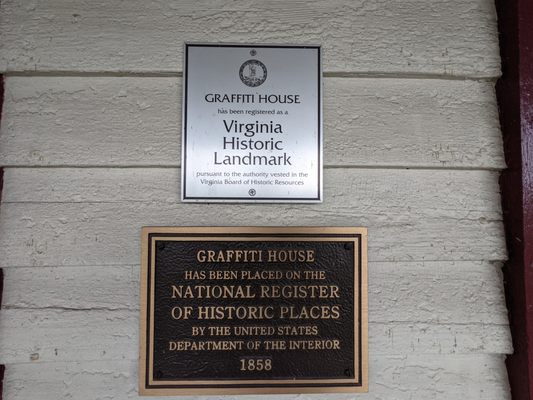 GRAFFITI HOUSE
has been registered as a
Virginia
Historic
Landmark
pursuant to the authority vested in the
Virginia Board of Historic Resources
GRAFFITI HOUSE
HAS BEEN PLACED ON THE
NATIONAL REGISTER
OF HISTORIC PLACES
BY THE UNITED STATES
DEPARTMENT OF THE INTERIOR
1858